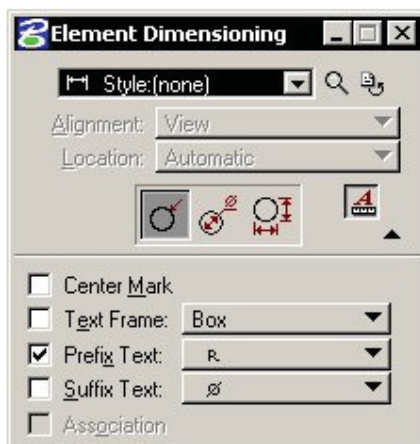 Element Dimensioning
Style:(none)
Alignment: View
Location: Automatic
A
Center Mark
Text Frame: Box
Prefix Text: R
Suffix Text: Ø
Association